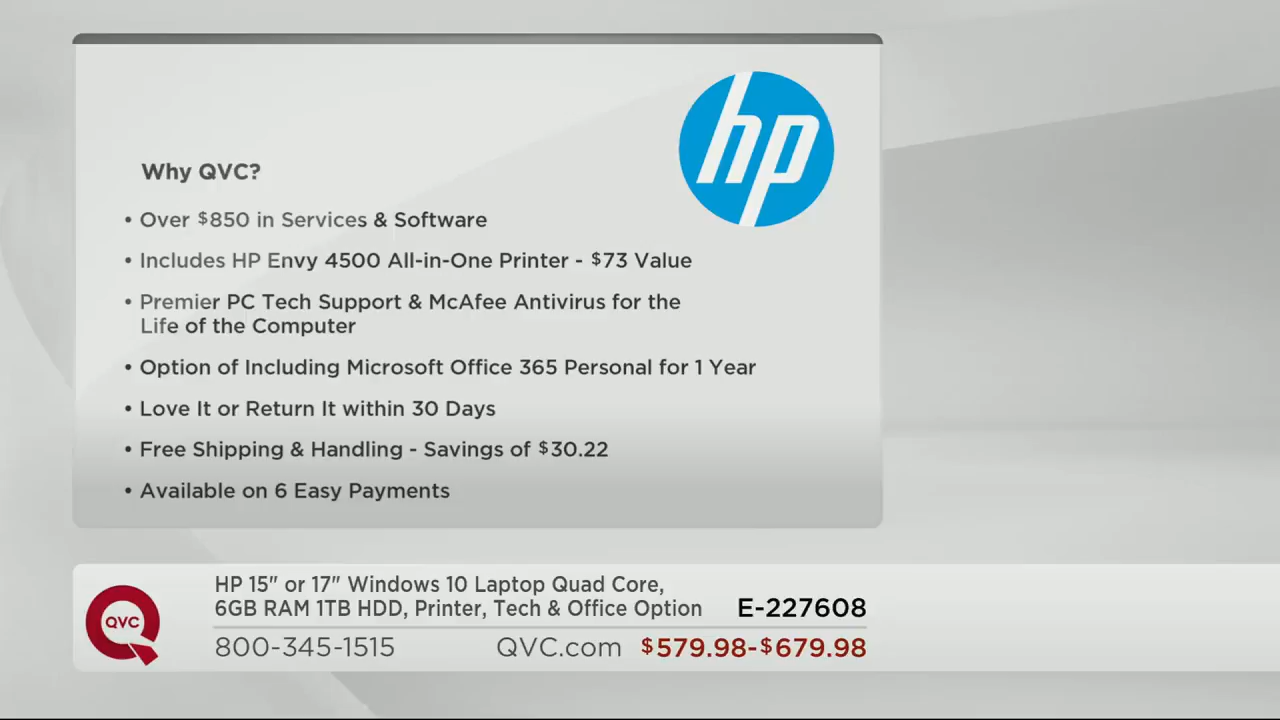 hp
Why QVC?
• Over $850 in Services & Software
• Includes HP Envy 4500 All-in-One Printer - $73 Value
• Premier PC Tech Support & McAfee Antivirus for the
Life of the Computer
• Option of Including Microsoft Office 365 Personal for 1 Year
• Love It or Return It within 30 Days
• Free Shipping & Handling - Savings of $30.22
• Available on 6 Easy Payments
QVC
HP 15" or 17" Windows 10 Laptop Quad Core,
6GB RAM 1TB HDD, Printer, Tech & Office Option E-227608
800-345-1515 QVC.com $579.98-$679.98